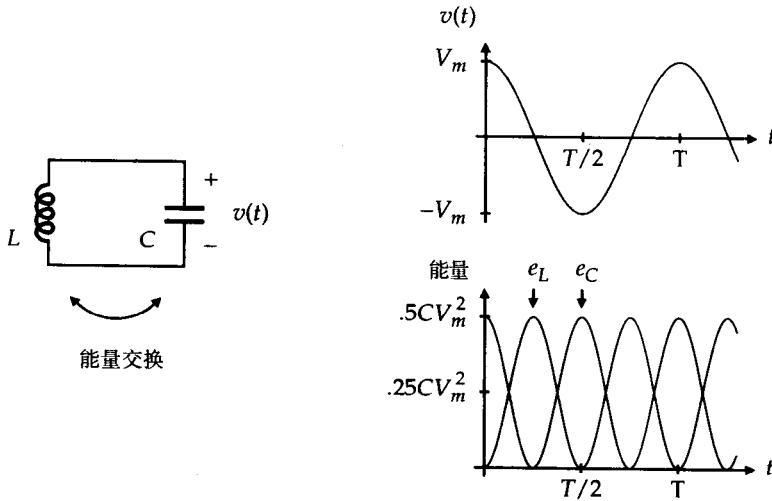 L
C
+
−
v(t)
能量交换
v(t)
V_m
−V_m
T/2
T
t
能量
e_L
e_C
.5CV_m^2
.25CV_m^2
T/2
T
t